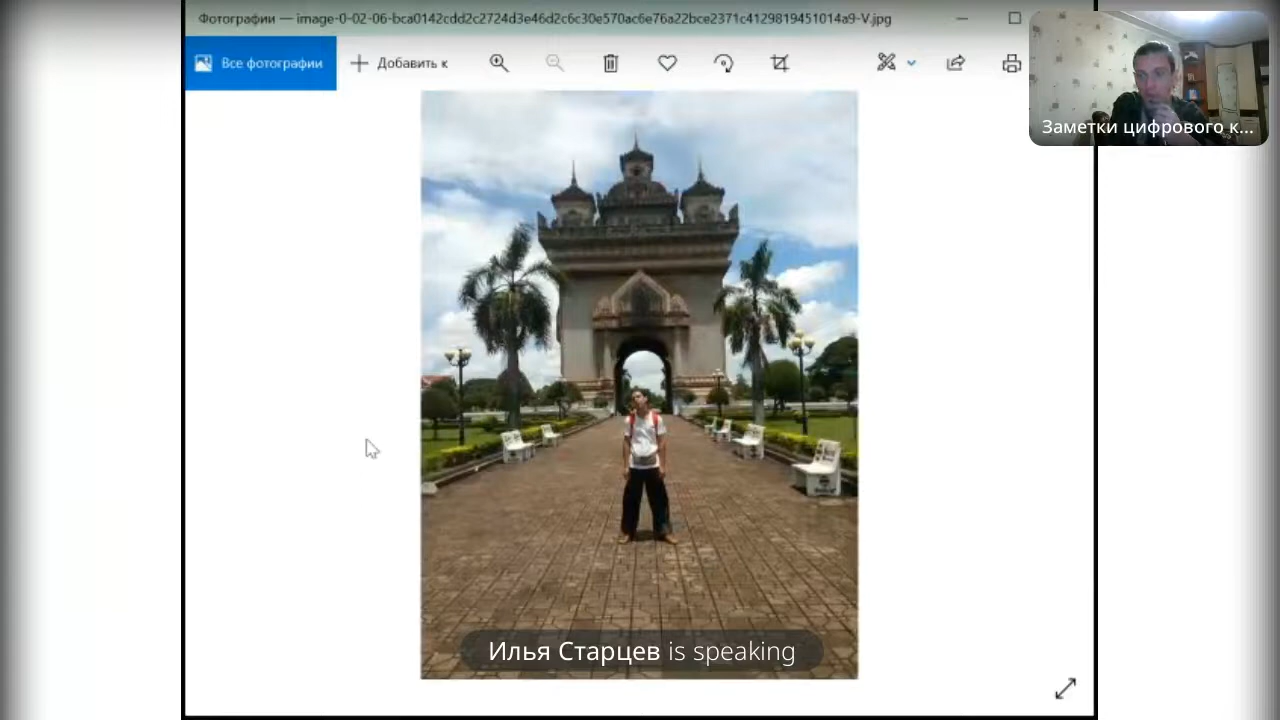 Фотографии — image-0-02-06-bca0142cdd2c2724d3e46d2c6c30e570ac6e76a22bce2371c4129819451014a9-V.jpg
Все фотографии
Добавить к
Заметки цифрового к...
Илья Старцев is speaking